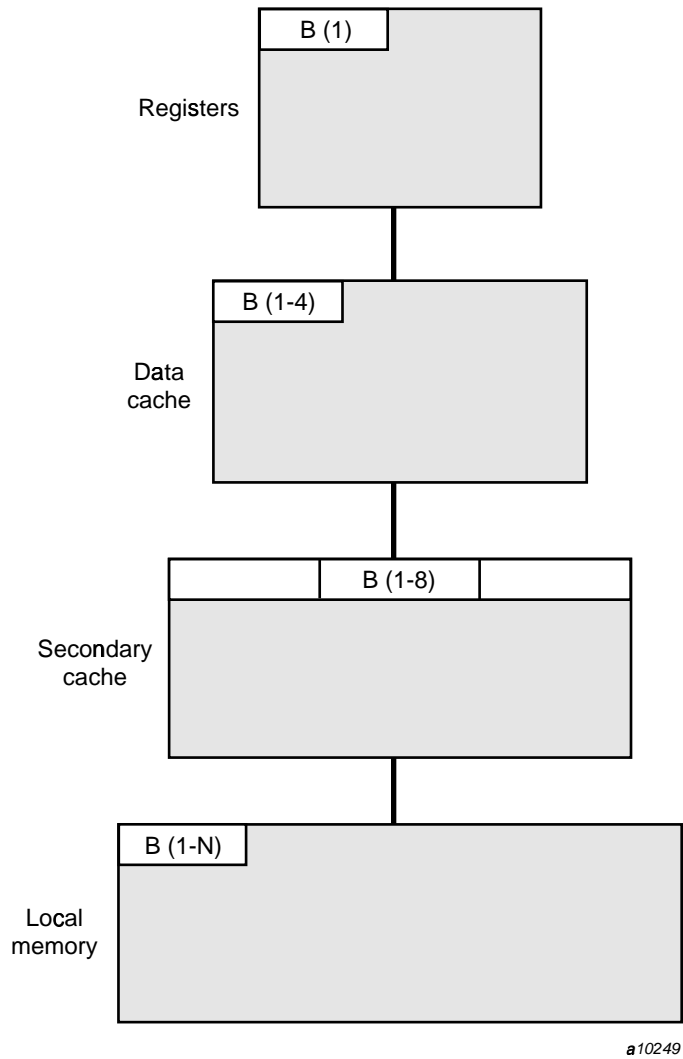 B (1)
Registers
B (1-4)
Data
cache
B (1-8)
Secondary
cache
B (1-N)
Local
memory
a10249